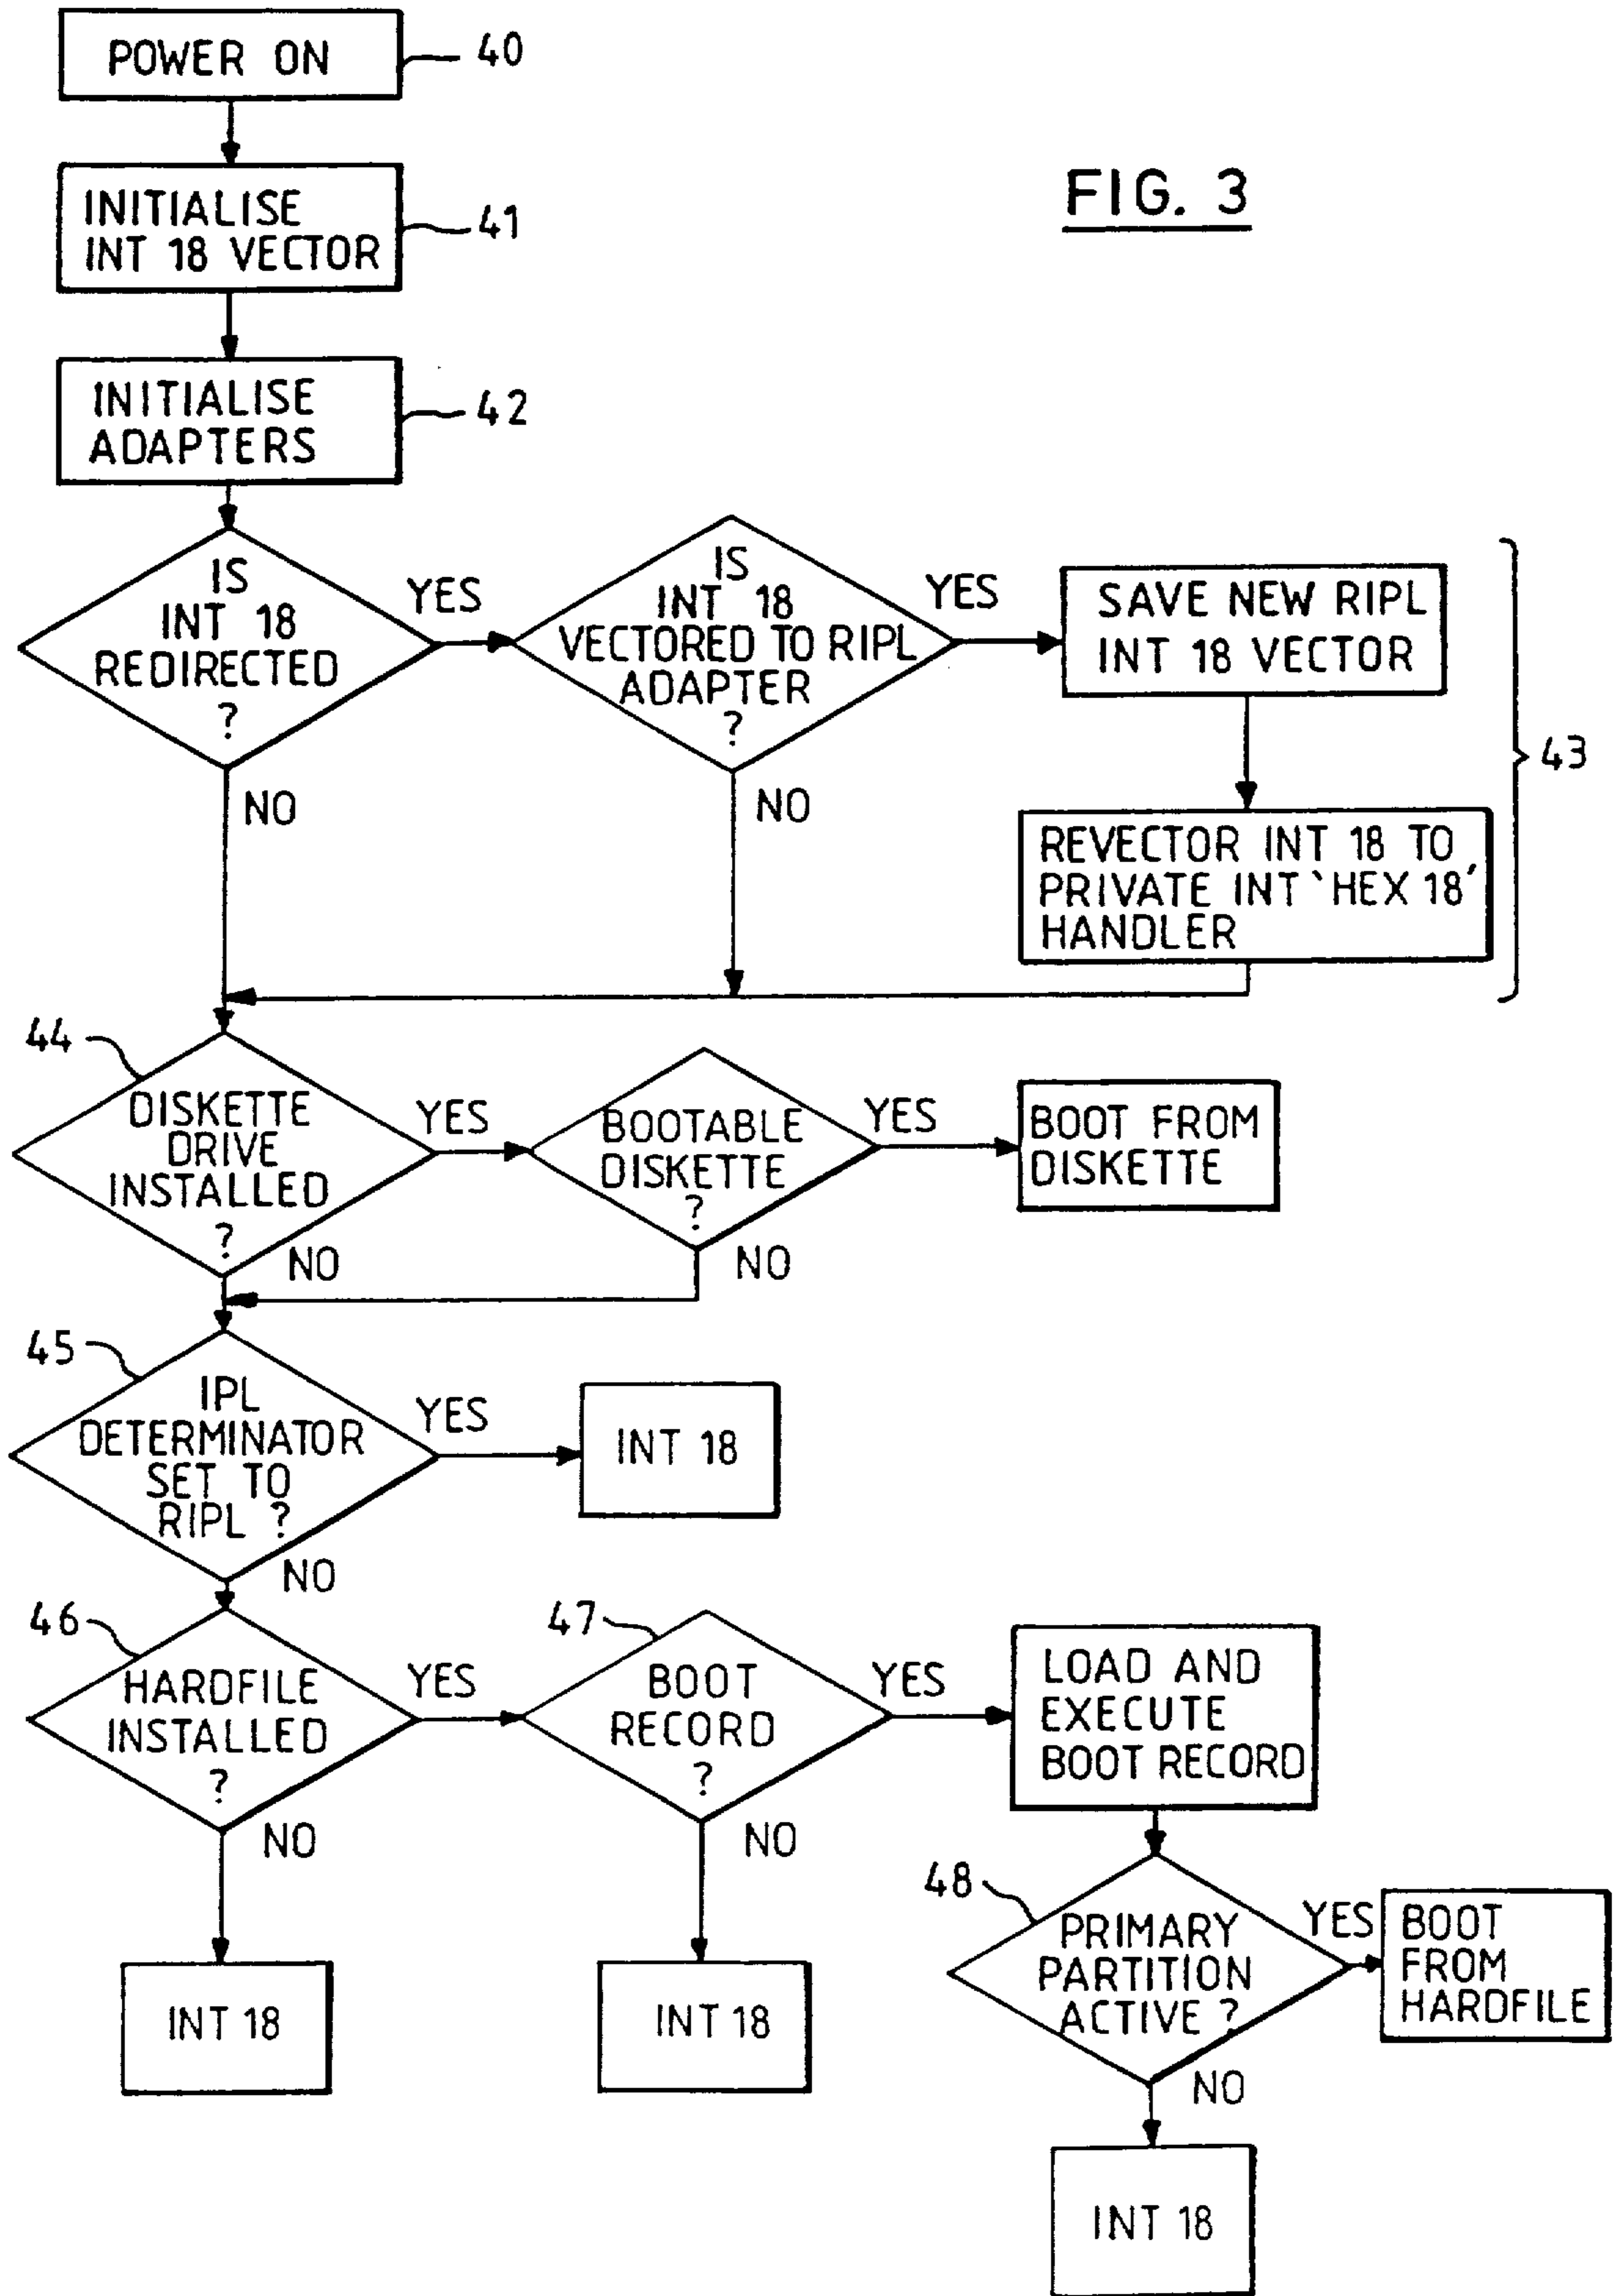 POWER ON
40
INITIALISE
INT 18 VECTOR
41
FIG. 3
INITIALISE
ADAPTERS
42
IS
INT 18
REDIRECTED
?
YES
NO
IS
INT 18
VECTORED TO RIPL
ADAPTER
?
YES
NO
SAVE NEW RIPL
INT 18 VECTOR
REVECTOR INT 18 TO
PRIVATE INT `HEX 18'
HANDLER
43
44
DISKETTE
DRIVE
INSTALLED
?
YES
NO
BOOTABLE
DISKETTE
?
YES
NO
BOOT FROM
DISKETTE
45
IPL
DETERMINATOR
SET TO
RIPL ?
YES
NO
INT 18
46
HARDFILE
INSTALLED
?
YES
NO
INT 18
47
BOOT
RECORD
?
YES
NO
INT 18
LOAD AND
EXECUTE
BOOT RECORD
48
PRIMARY
PARTITION
ACTIVE ?
YES
NO
BOOT
FROM
HARDFILE
INT 18